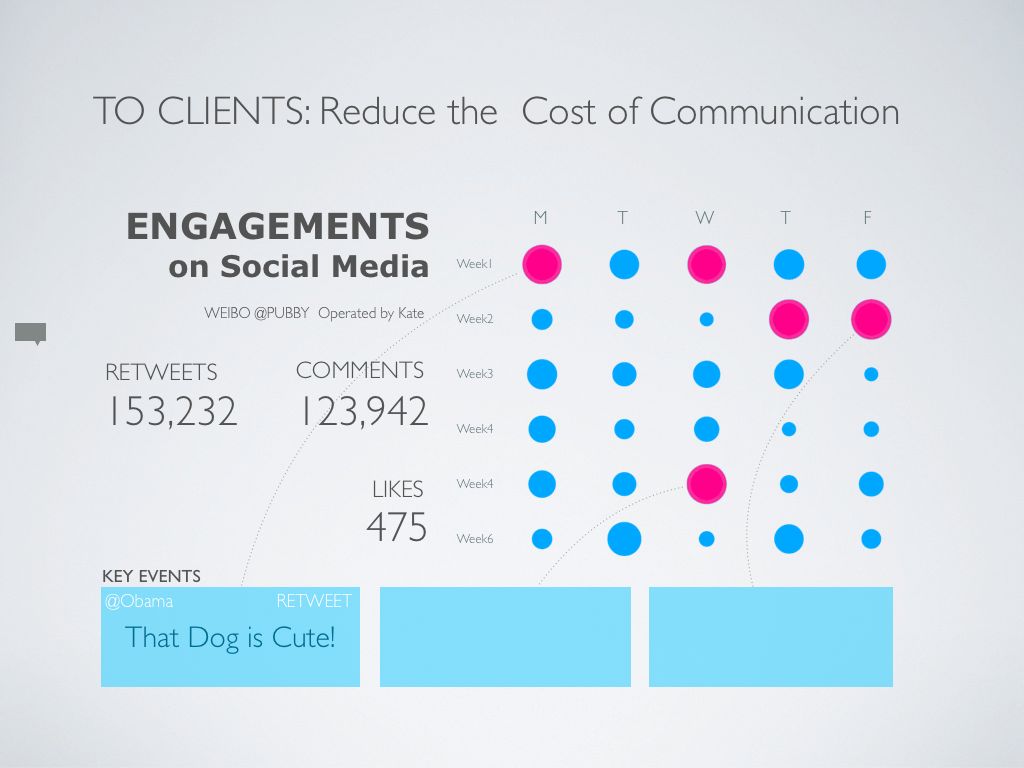 TO CLIENTS: Reduce the Cost of Communication
ENGAGEMENTS
on Social Media
WEIBO @PUBBY Operated by Kate
RETWEETS
153,232
COMMENTS
123,942
LIKES
475
M T W T F
Week1
Week2
Week3
Week4
Week4
Week6
KEY EVENTS
@Obama RETWEET
That Dog is Cute!